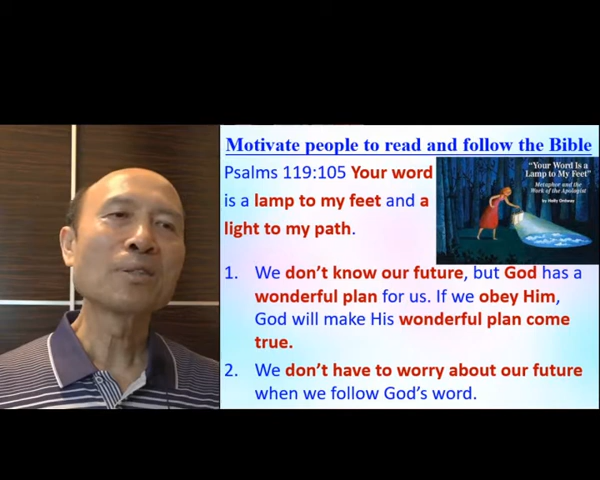 Motivate people to read and follow the Bible
Psalms 119:105 Your word
is a lamp to my feet and a
light to my path.
"Your Word Is a
Lamp to My Feet"
Metaphor and the
Work of the Apologist
by Holly Ordway
1. We don't know our future, but God has a
wonderful plan for us. If we obey Him,
God will make His wonderful plan come
true.
2. We don't have to worry about our future
when we follow God's word.